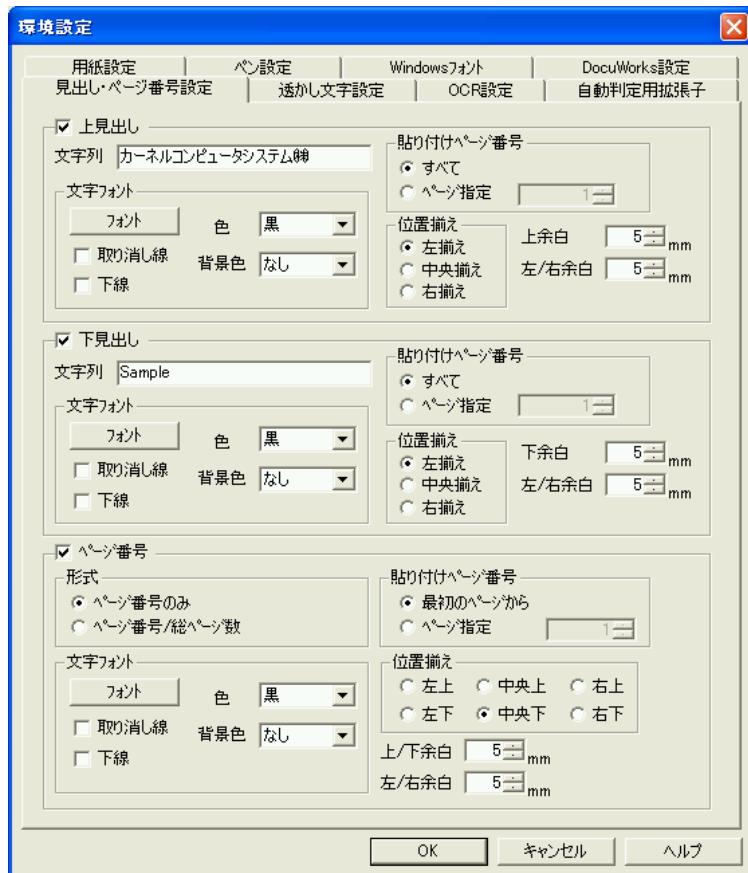 環境設定
用紙設定 ペン設定 Windowsフォント DocuWorks設定
見出し・ページ番号設定 透かし文字設定 OCR設定 自動判定用拡張子
上見出し
文字列 カーネルコンピュータシステム㈱
貼り付けページ番号
すべて
ページ指定 1
文字フォント
フォント 色 黒
取り消し線 背景色 なし
下線
位置揃え
左揃え
中央揃え
右揃え
上余白 5 mm
左/右余白 5 mm
下見出し
文字列 Sample
貼り付けページ番号
すべて
ページ指定 1
文字フォント
フォント 色 黒
取り消し線 背景色 なし
下線
位置揃え
左揃え
中央揃え
右揃え
下余白 5 mm
左/右余白 5 mm
ページ番号
形式
ページ番号のみ
ページ番号/総ページ数
貼り付けページ番号
最初のページから
ページ指定 1
文字フォント
フォント 色 黒
取り消し線 背景色 なし
下線
位置揃え
左上 中央上 右上
左下 中央下 右下
上/下余白 5 mm
左/右余白 5 mm
OK キャンセル ヘルプ